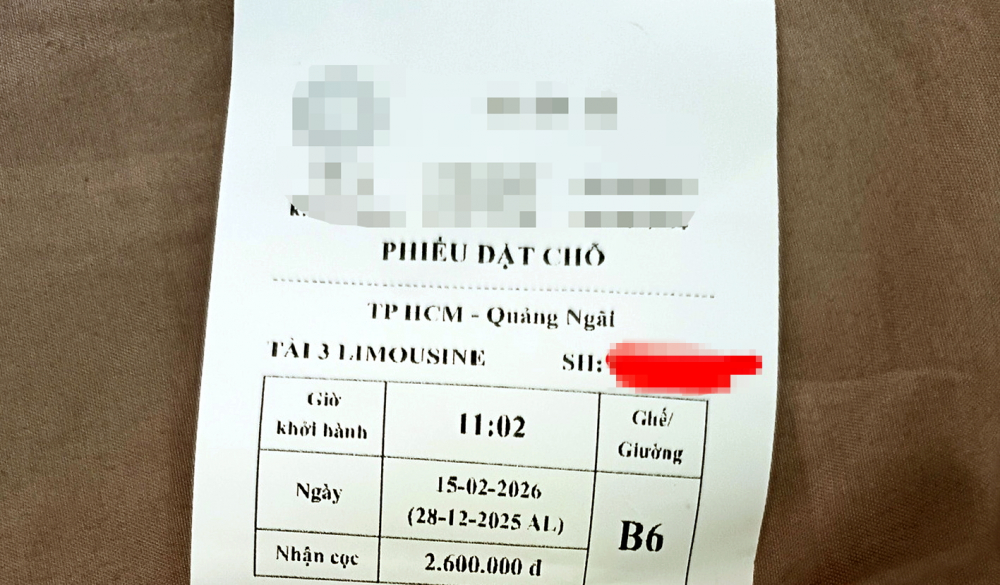 PHIẾU ĐẶT CHỖ
TP HCM - Quảng Ngãi
TÀI 3 LIMOUSINE SH:
Giờ khởi hành
11:02
Ghế/ Giường
Ngày
15-02-2026
(28-12-2025 AL)
B6
Nhận cọc
2.600.000 đ